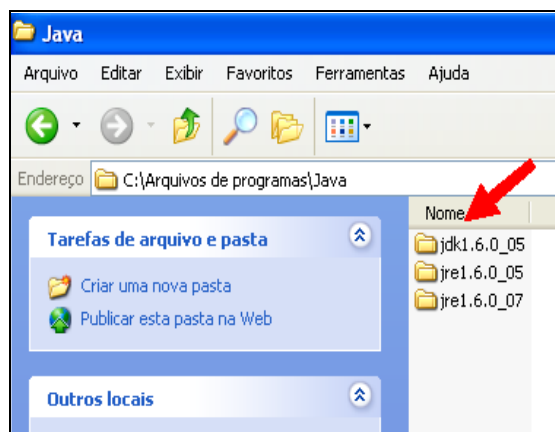 Java
Arquivo Editar Exibir Favoritos Ferramentas Ajuda
Endereço C:\Arquivos de programas\Java
Tarefas de arquivo e pasta
Criar uma nova pasta
Publicar esta pasta na Web
Outros locais
Nome
jdk1.6.0_05
jre1.6.0_05
jre1.6.0_07